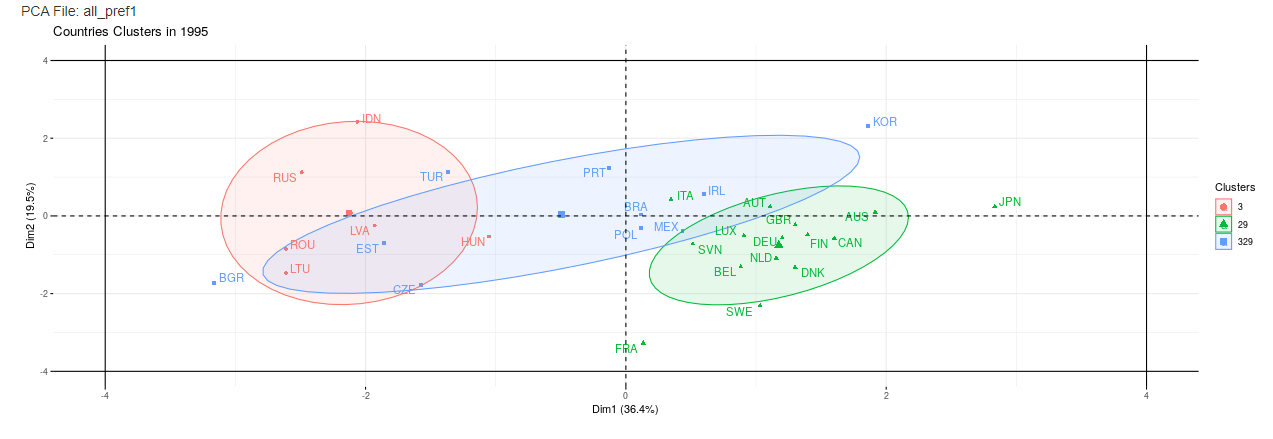 PCA File: all_pref1
Countries Clusters in 1995
4
2
0
-2
-4
Dim2 (19.5%)
IDN
KOR
RUS
TUR
PRT
IRL
ITA
JPN
BRA
AUT
AUS
GBR
LVA
MEX
POL
LUX
HUN
ROU
EST
DEU
FIN
CAN
SVN
NLD
LTU
BEL
DNK
BGR
CZE
SWE
FRA
-4
-2
0
2
4
Dim1 (36.4%)
Clusters
3
29
329